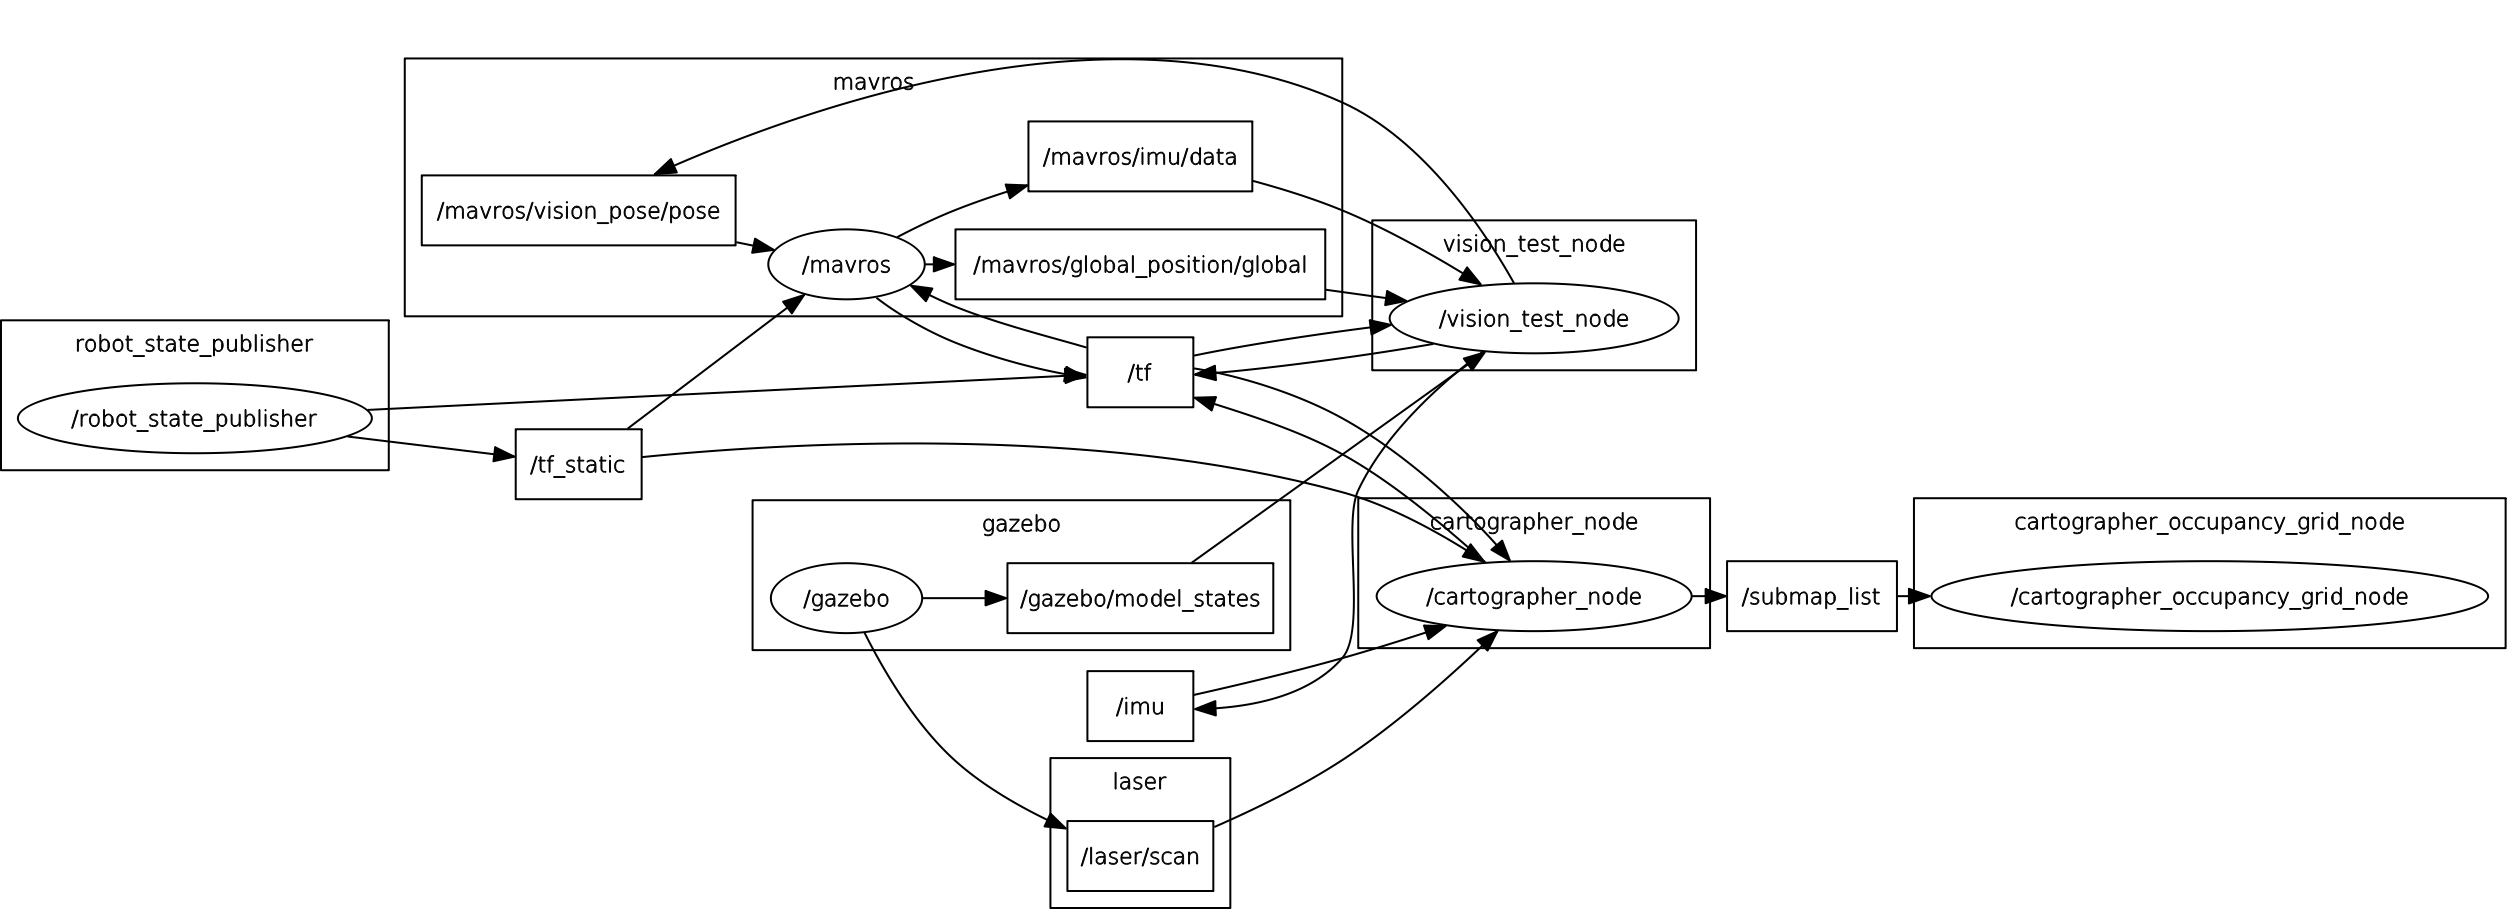 mavros
/mavros/imu/data
/mavros/vision_pose/pose
/mavros
/mavros/global_position/global
vision_test_node
/vision_test_node
robot_state_publisher
/robot_state_publisher
/tf
/tf_static
gazebo
/gazebo
/gazebo/model_states
cartographer_node
/cartographer_node
/submap_list
cartographer_occupancy_grid_node
/cartographer_occupancy_grid_node
/imu
laser
/laser/scan